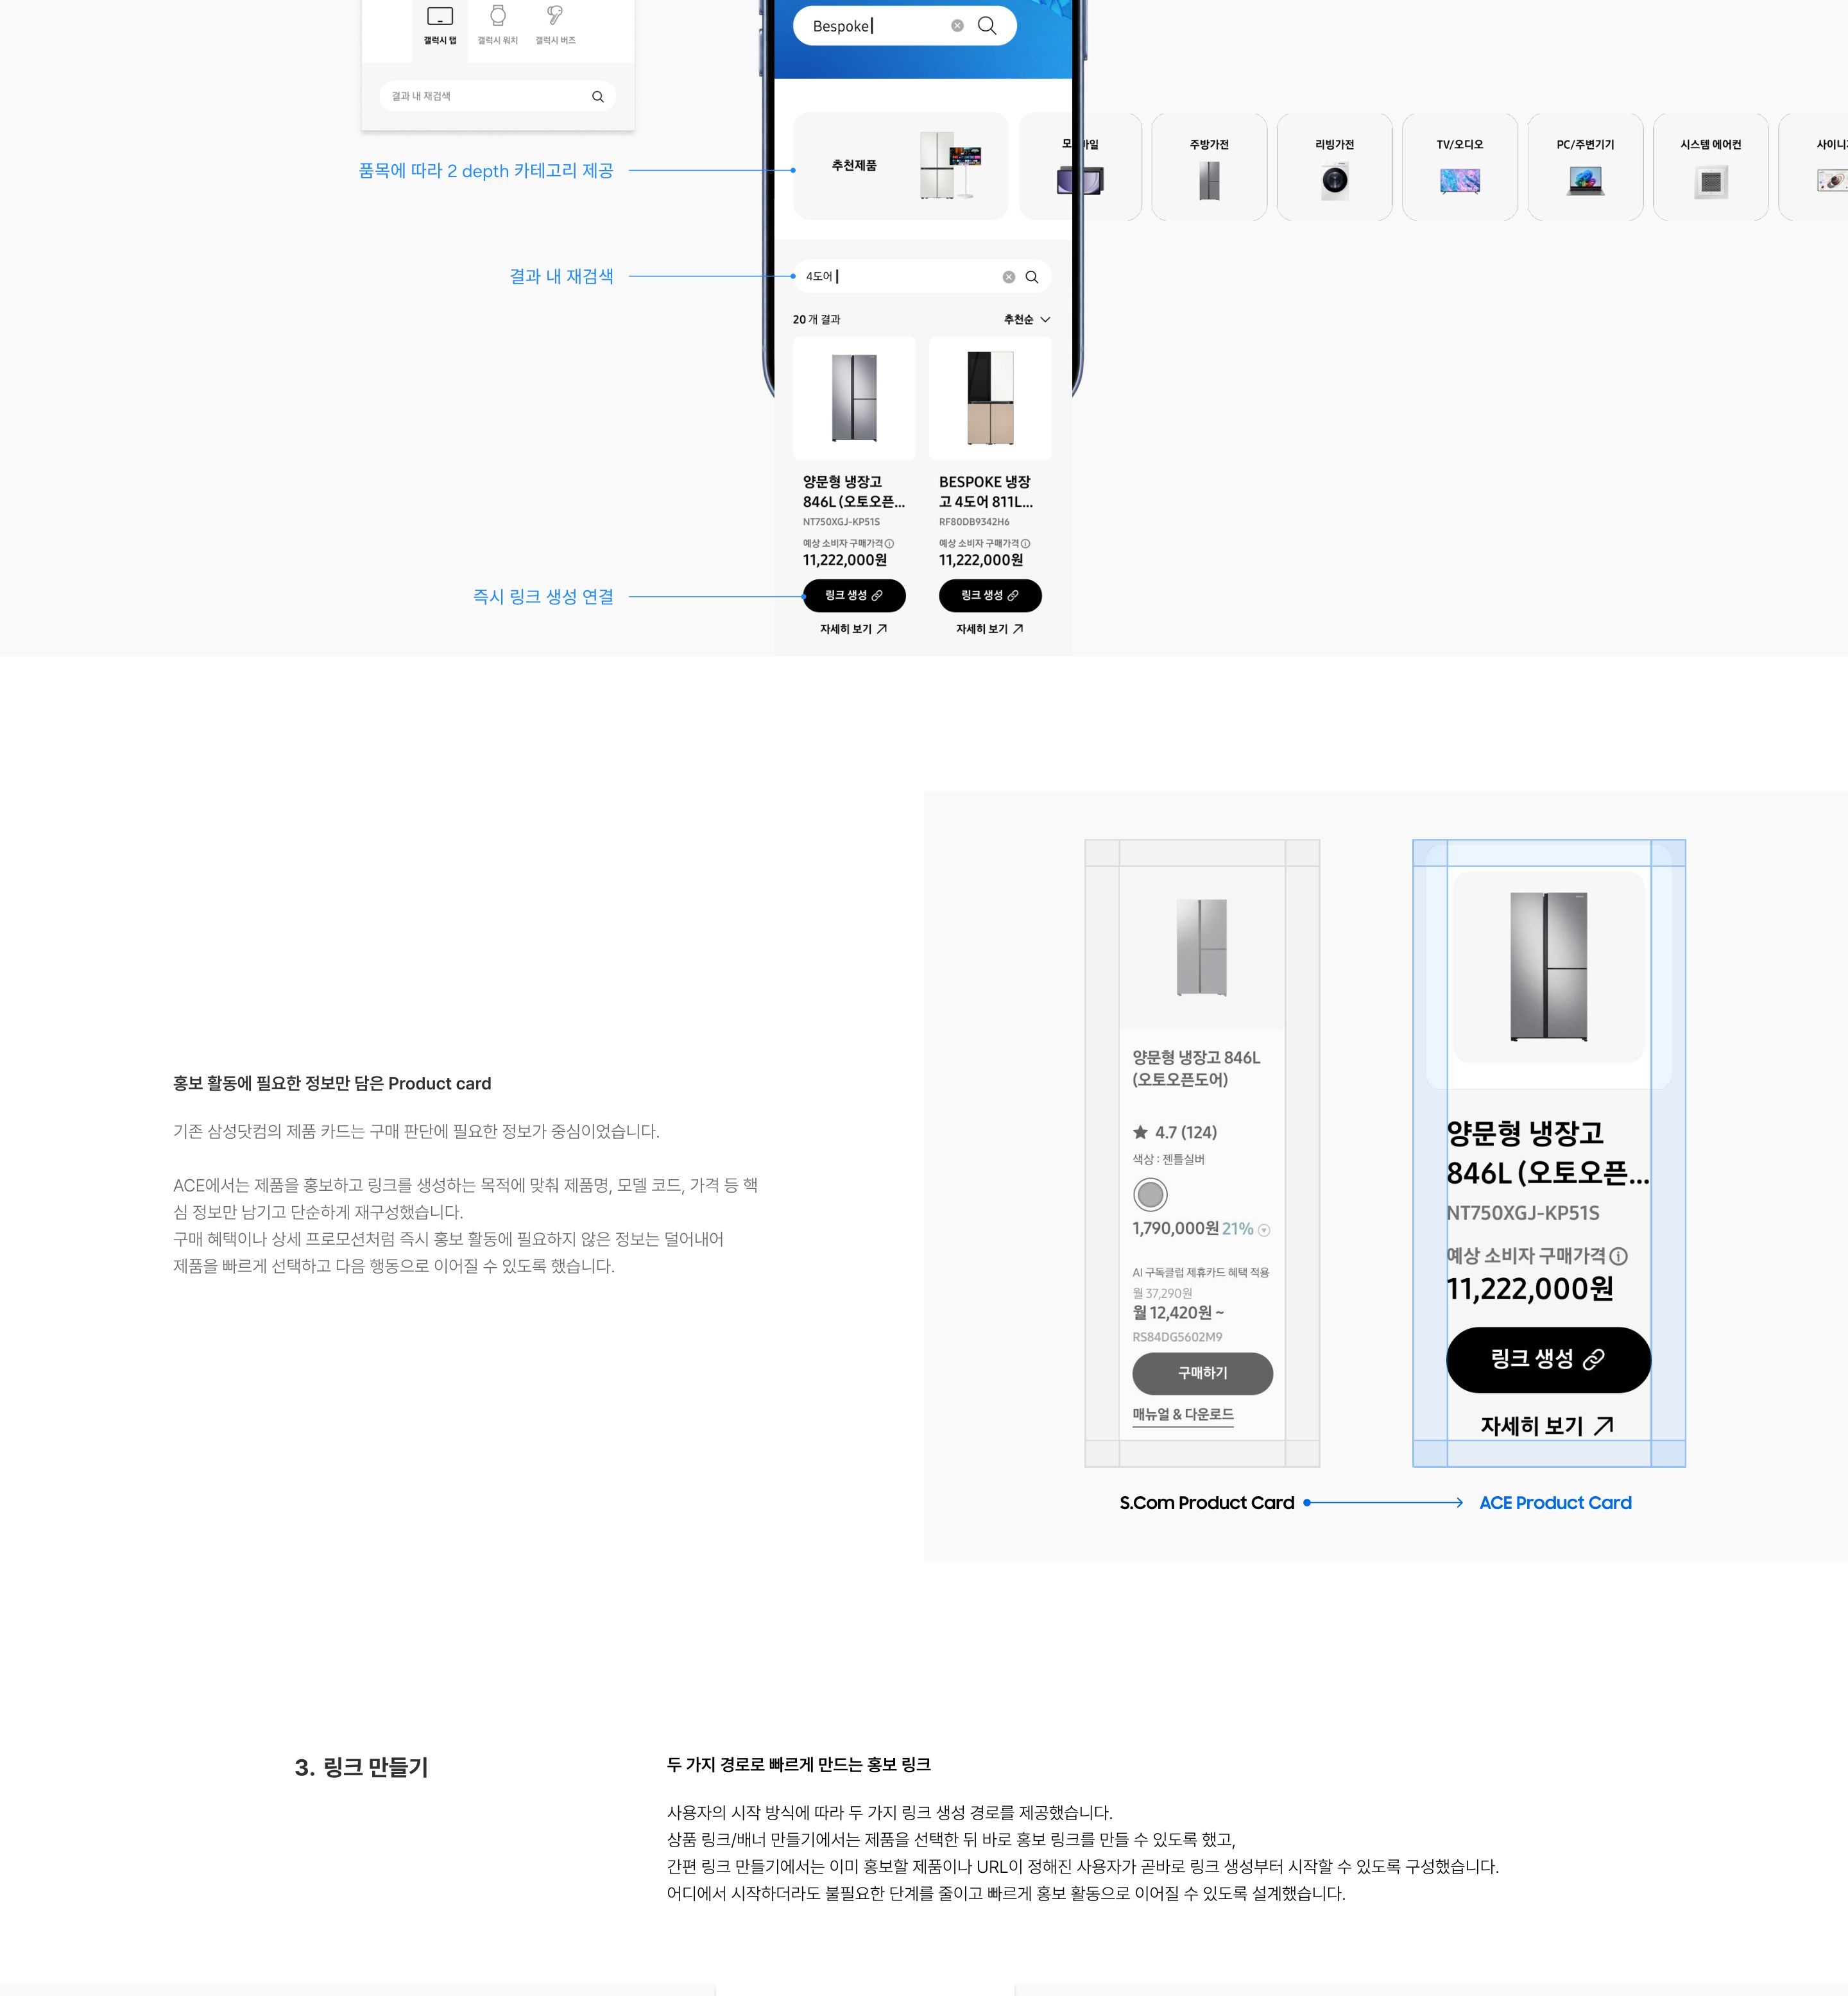 갤럭시 탭
갤럭시 워치
갤럭시 버즈
결과 내 재검색
Bespoke
품목에 따라 2 depth 카테고리 제공
추천제품
주방가전
리빙가전
TV/오디오
PC/주변기기
시스템 에어컨
결과 내 재검색
4도어
20 개 결과
추천순
양문형 냉장고
846L (오토오픈...
NT750XGJ-KP51S
예상 소비자 구매가격
11,222,000원
링크 생성
자세히 보기
BESPOKE 냉장
고 4도어 811L...
RF80DB9342H6
예상 소비자 구매가격
11,222,000원
링크 생성
자세히 보기
즉시 링크 생성 연결
홍보 활동에 필요한 정보만 담은 Product card
기존 삼성닷컴의 제품 카드는 구매 판단에 필요한 정보가 중심이었습니다.
ACE에서는 제품을 홍보하고 링크를 생성하는 목적에 맞춰 제품명, 모델 코드, 가격 등 핵
심 정보만 남기고 단순하게 재구성했습니다.
구매 혜택이나 상세 프로모션처럼 즉시 홍보 활동에 필요하지 않은 정보는 덜어내어
제품을 빠르게 선택하고 다음 행동으로 이어질 수 있도록 했습니다.
양문형 냉장고 846L
(오토오픈도어)
4.7 (124)
색상 : 젠틀실버
1,790,000원 21%
AI 구독클럽 제휴카드 혜택 적용
월 37,290원
월 12,420원 ~
RS84DG5602M9
구매하기
매뉴얼 & 다운로드
양문형 냉장고
846L (오토오픈...
NT750XGJ-KP51S
예상 소비자 구매가격
11,222,000원
링크 생성
자세히 보기
S.Com Product Card
ACE Product Card
3. 링크 만들기
두 가지 경로로 빠르게 만드는 홍보 링크
사용자의 시작 방식에 따라 두 가지 링크 생성 경로를 제공했습니다.
상품 링크/배너 만들기에서는 제품을 선택한 뒤 바로 홍보 링크를 만들 수 있도록 했고,
간편 링크 만들기에서는 이미 홍보할 제품이나 URL이 정해진 사용자가 곧바로 링크 생성부터 시작할 수 있도록 구성했습니다.
어디에서 시작하더라도 불필요한 단계를 줄이고 빠르게 홍보 활동으로 이어질 수 있도록 설계했습니다.